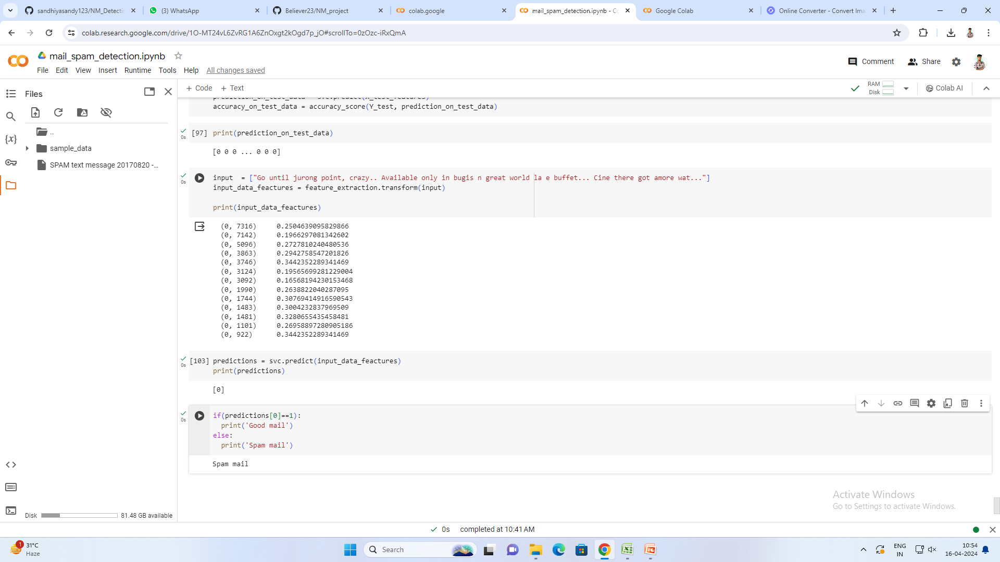 sandhiyasandy123/NM_Detectin
(3) WhatsApp
Believer23/NM_project
colab.google
mail_spam_detection.ipynb - Co
Google Colab
Online Converter - Convert Ima
colab.research.google.com/drive/1O-MT24vL6ZvRG1A6ZnOxgt2kOgd7p_jO#scrollTo=0zOzc-iRxQmA
mail_spam_detection.ipynb
Comment
Share
File Edit View Insert Runtime Tools Help All changes saved
Files
+ Code + Text
RAM
Disk
Colab AI
..
sample_data
SPAM text message 20170820 -...
prediction_on_test_data = svc.predict(X_test_features)
accuracy_on_test_data = accuracy_score(Y_test, prediction_on_test_data)
0s
[97] print(prediction_on_test_data)
[0 0 0 ... 0 0 0]
0s
input  = ["Go until jurong point, crazy.. Available only in bugis n great world la e buffet... Cine there got amore wat..."]
input_data_feactures = feature_extraction.transform(input)
print(input_data_feactures)
(0, 7316) 0.2504639095829866
(0, 7142) 0.1966297081342602
(0, 5096) 0.2727810240480536
(0, 3863) 0.2942758547201826
(0, 3746) 0.3442352289341469
(0, 3124) 0.19565699281229004
(0, 3092) 0.16568194230153468
(0, 1990) 0.2638822040287095
(0, 1744) 0.30769414916590543
(0, 1483) 0.3004232837969509
(0, 1481) 0.3280655435458481
(0, 1101) 0.26958897280905186
(0, 922) 0.3442352289341469
0s
[103] predictions = svc.predict(input_data_feactures)
print(predictions)
[0]
0s
if(predictions[0]==1):
  print('Good mail')
else:
  print('Spam mail')
Spam mail
Activate Windows
Go to Settings to activate Windows.
Disk 81.48 GB available
0s completed at 10:41 AM
1
31°C
Haze
Search
ENG
IN
10:54
16-04-2024